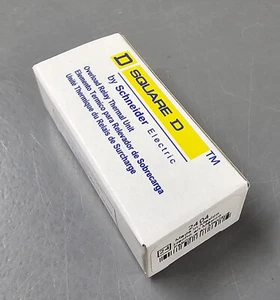 D SQUARE D ™
by Schneider Electric
Overload Relay Thermal Unit
Elemento Termico para Relevador de Sobrecarga
Unité Thermique du Relais de Surcharge